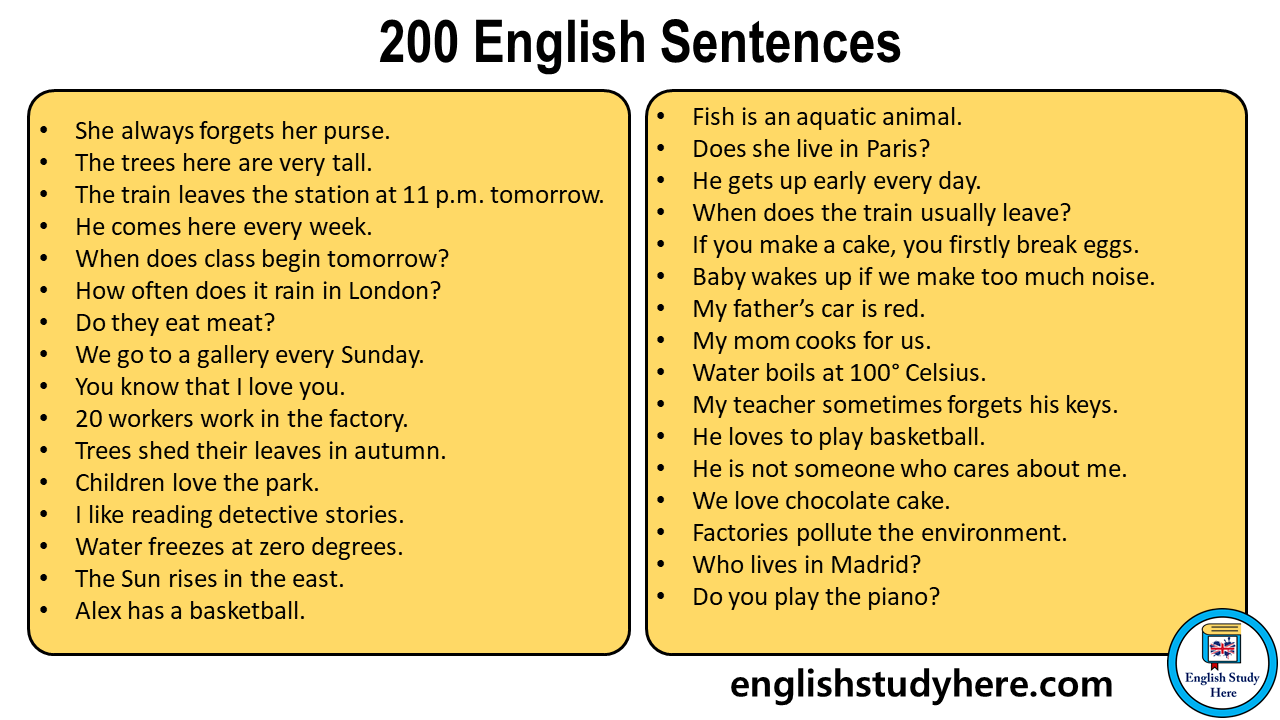 200 English Sentences
• She always forgets her purse.
• The trees here are very tall.
• The train leaves the station at 11 p.m. tomorrow.
• He comes here every week.
• When does class begin tomorrow?
• How often does it rain in London?
• Do they eat meat?
• We go to a gallery every Sunday.
• You know that I love you.
• 20 workers work in the factory.
• Trees shed their leaves in autumn.
• Children love the park.
• I like reading detective stories.
• Water freezes at zero degrees.
• The Sun rises in the east.
• Alex has a basketball.
• Fish is an aquatic animal.
• Does she live in Paris?
• He gets up early every day.
• When does the train usually leave?
• If you make a cake, you firstly break eggs.
• Baby wakes up if we make too much noise.
• My father’s car is red.
• My mom cooks for us.
• Water boils at 100° Celsius.
• My teacher sometimes forgets his keys.
• He loves to play basketball.
• He is not someone who cares about me.
• We love chocolate cake.
• Factories pollute the environment.
• Who lives in Madrid?
• Do you play the piano?
englishstudyhere.com
English Study
Here